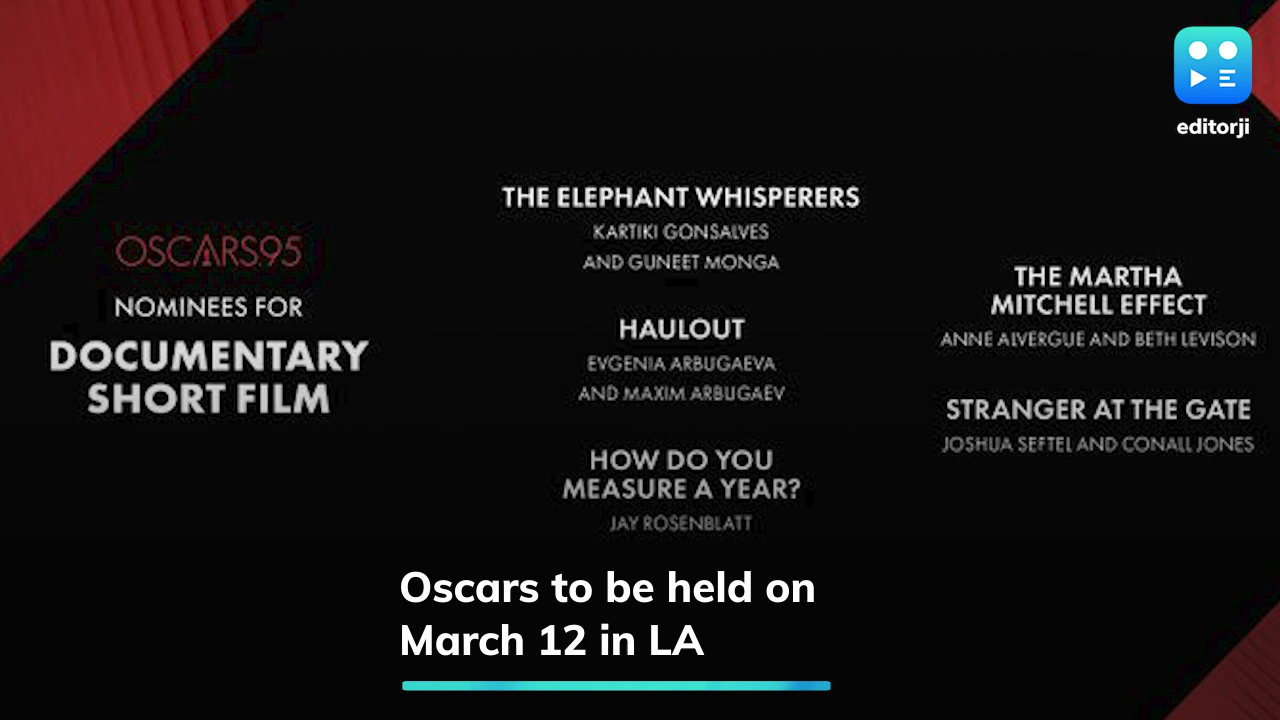 editorji
OSCARS95
NOMINEES FOR
DOCUMENTARY
SHORT FILM
THE ELEPHANT WHISPERERS
KARTIKI GONSALVES
AND GUNEET MONGA
HAULOUT
EVGENIA ARBUGAEVA
AND MAXIM ARBUGAEV
HOW DO YOU
MEASURE A YEAR?
JAY ROSENBLATT
THE MARTHA
MITCHELL EFFECT
ANNE ALVERGUE AND BETH LEVISON
STRANGER AT THE GATE
JOSHUA SEFTEL AND CONALL JONES
Oscars to be held on
March 12 in LA